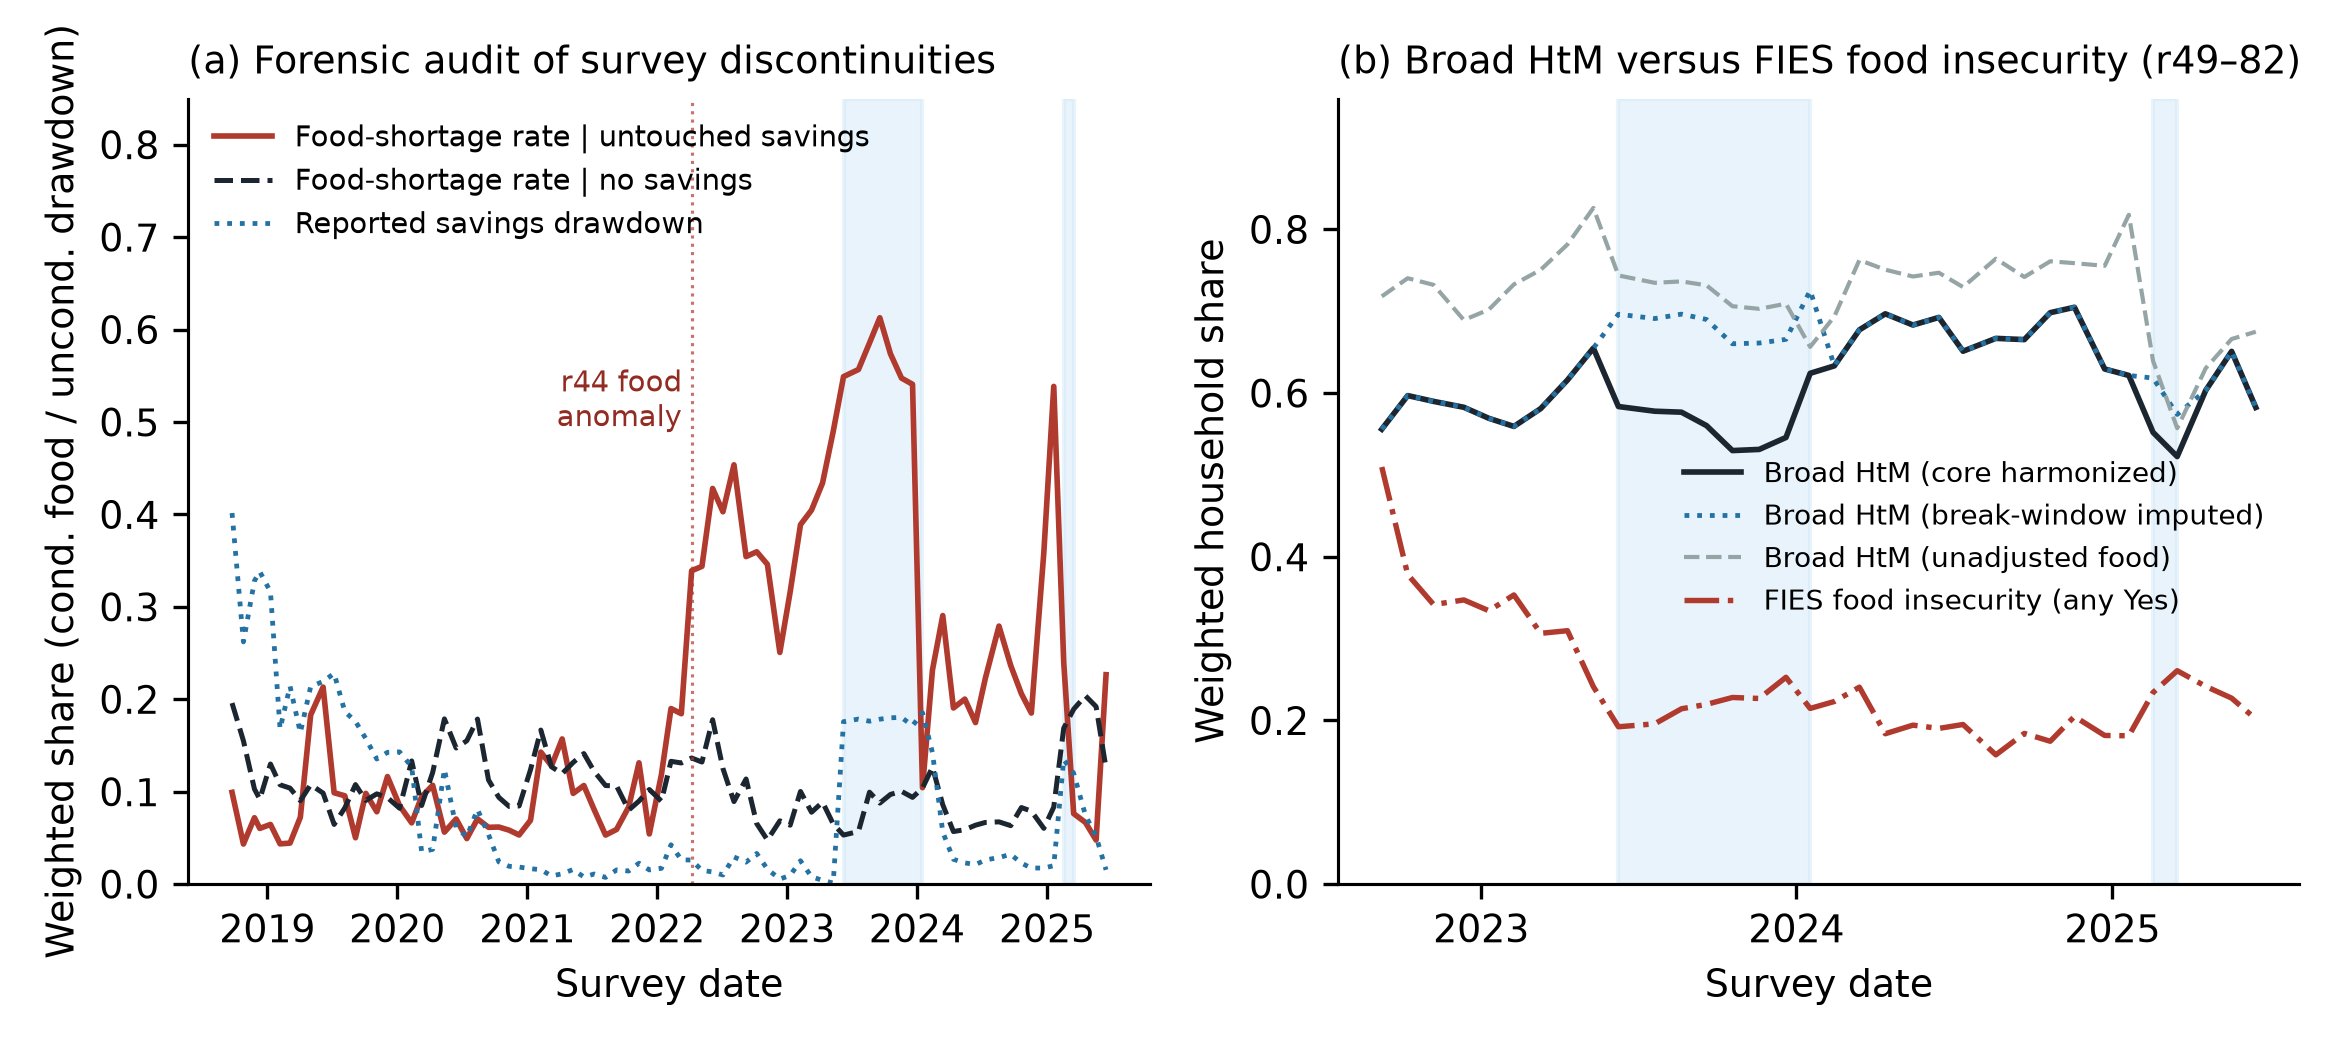 (a) Forensic audit of survey discontinuities
Weighted share (cond. food / uncond. drawdown)
0.8
0.7
0.6
0.5
0.4
0.3
0.2
0.1
0.0
Food-shortage rate | untouched savings
Food-shortage rate | no savings
Reported savings drawdown
r44 food
anomaly
2019 2020 2021 2022 2023 2024 2025
Survey date
(b) Broad HtM versus FIES food insecurity (r49–82)
Weighted household share
0.8
0.6
0.4
0.2
0.0
Broad HtM (core harmonized)
Broad HtM (break-window imputed)
Broad HtM (unadjusted food)
FIES food insecurity (any Yes)
2023 2024 2025
Survey date